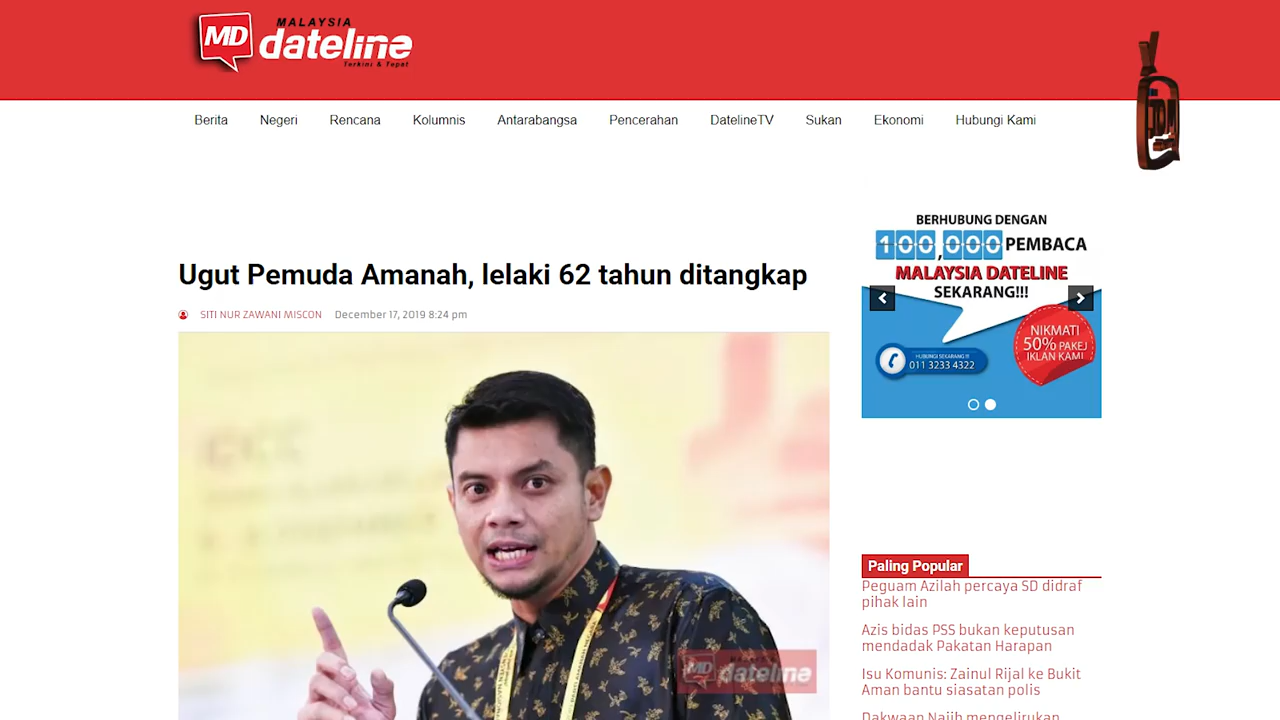 MD
MALAYSIA
dateline
Terkini & Tepat
Berita Negeri Rencana Kolumnis Antarabangsa Pencerahan DatelineTV Sukan Ekonomi Hubungi Kami
Ugut Pemuda Amanah, lelaki 62 tahun ditangkap
SITI NUR ZAWANI MISCON December 17, 2019 8:24 pm
MD
dateline
BERHUBUNG DENGAN
100,000 PEMBACA
MALAYSIA DATELINE
SEKARANG!!!
NIKMATI
50% PAKEJ
IKLAN KAMI
HUBUNGI SEKARANG !!!
011 3233 4322
Paling Popular
Peguam Azilah percaya SD didraf
pihak lain
Azis bidas PSS bukan keputusan
mendadak Pakatan Harapan
Isu Komunis: Zainul Rijal ke Bukit
Aman bantu siasatan polis
Dakwaan Najib mengelirukan